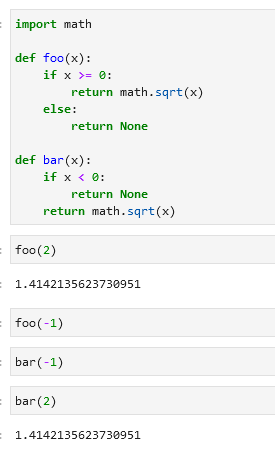 import math
def foo(x):
    if x >= 0:
        return math.sqrt(x)
    else:
        return None
def bar(x):
    if x < 0:
        return None
    return math.sqrt(x)
foo(2)
1.4142135623730951
foo(-1)
bar(-1)
bar(2)
1.4142135623730951